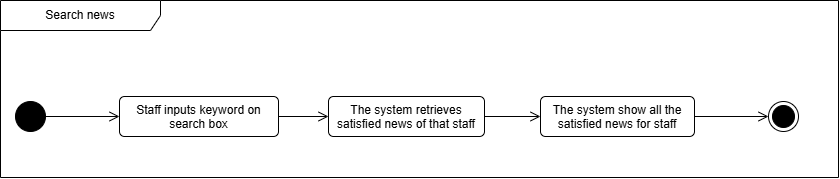 Search news
Staff inputs keyword on
search box
The system retrieves
satisfied news of that staff
The system show all the
satisfied news for staff